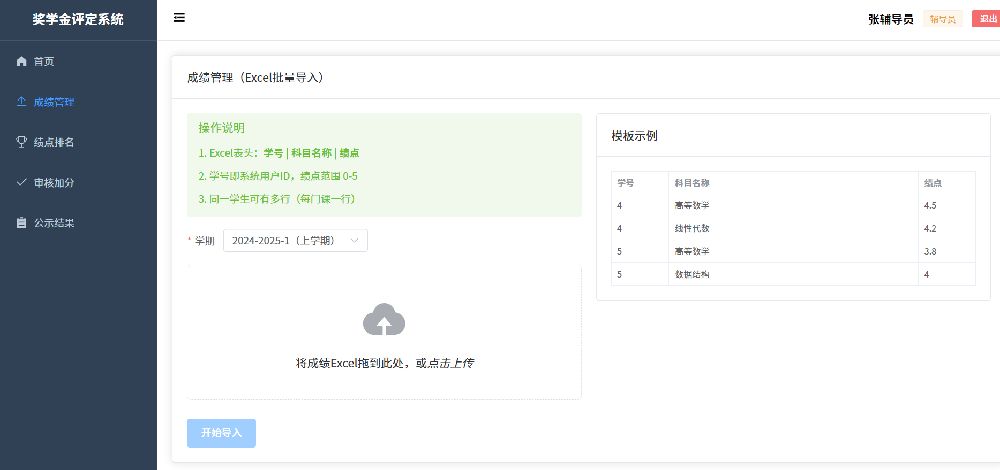 奖学金评定系统
张辅导员 辅导员 退出
首页
成绩管理
绩点排名
审核加分
公示结果
成绩管理（Excel批量导入）
操作说明
1. Excel表头：学号 | 科目名称 | 绩点
2. 学号即系统用户ID，绩点范围 0-5
3. 同一学生可有多行（每门课一行）
* 学期 2024-2025-1（上学期）
将成绩Excel拖到此处，或点击上传
开始导入
模板示例
学号 科目名称 绩点
4 高等数学 4.5
4 线性代数 4.2
5 高等数学 3.8
5 数据结构 4